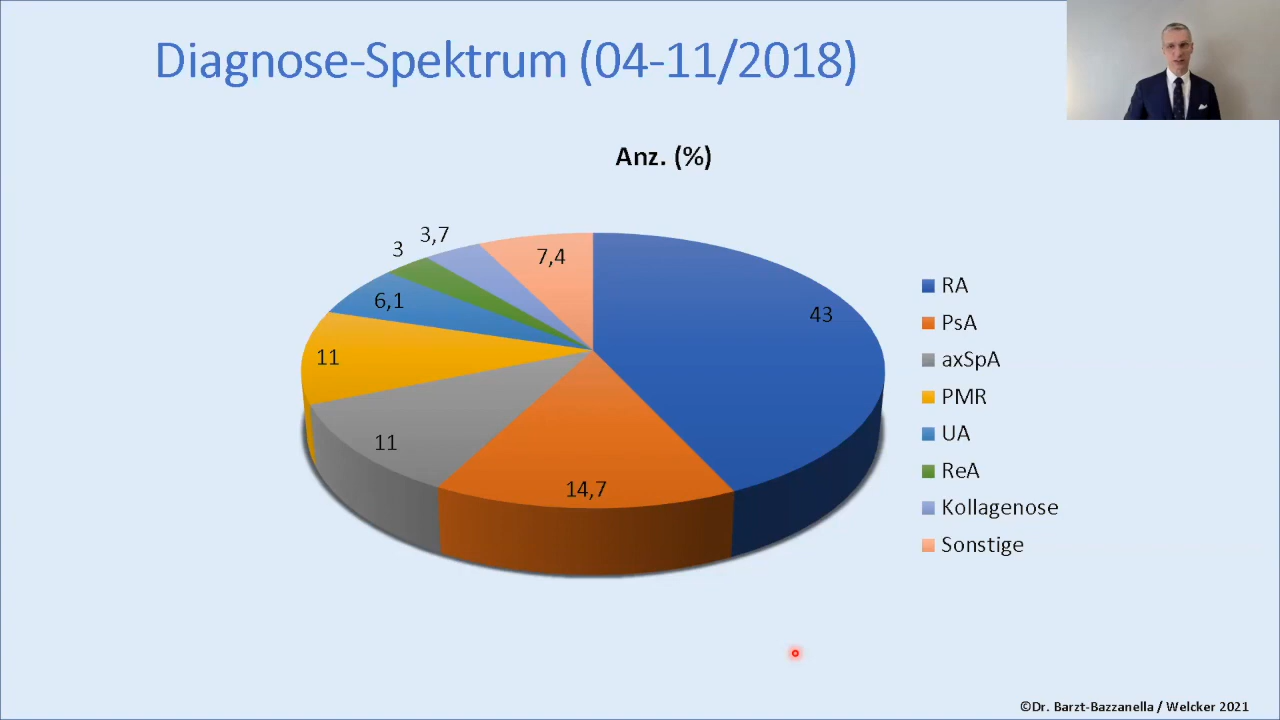 Diagnose-Spektrum (04-11/2018)
Anz. (%)
3,7
3
7,4
6,1
43
11
11
14,7
RA
PsA
axSpA
PMR
UA
ReA
Kollagenose
Sonstige
©Dr. Barzt-Bazzanella / Welcker 2021